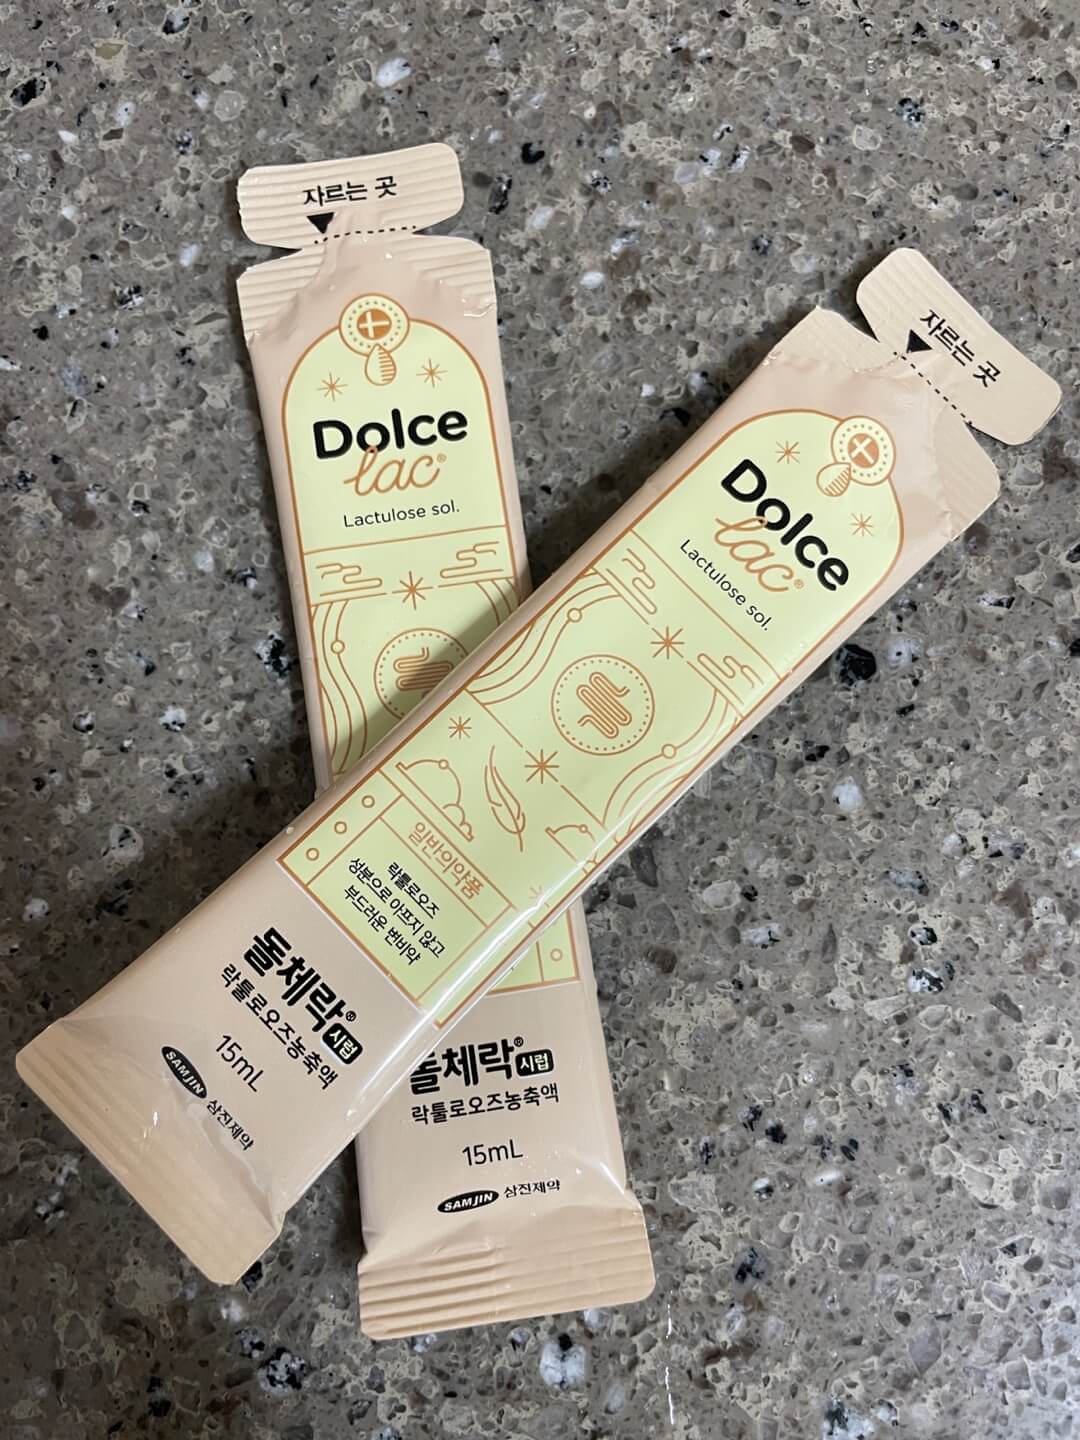 자르는 곳
Dolce
lac®
Lactulose sol.
돌체락® 시럽
락툴로오즈농축액
15mL
SAMJIN 삼진제약
자르는 곳
Dolce
lac®
Lactulose sol.
일반의약품
락툴로오즈
성분으로 아프지 않고
부드러운 변비약
돌체락® 시럽
락툴로오즈농축액
15mL
SAMJIN 삼진제약